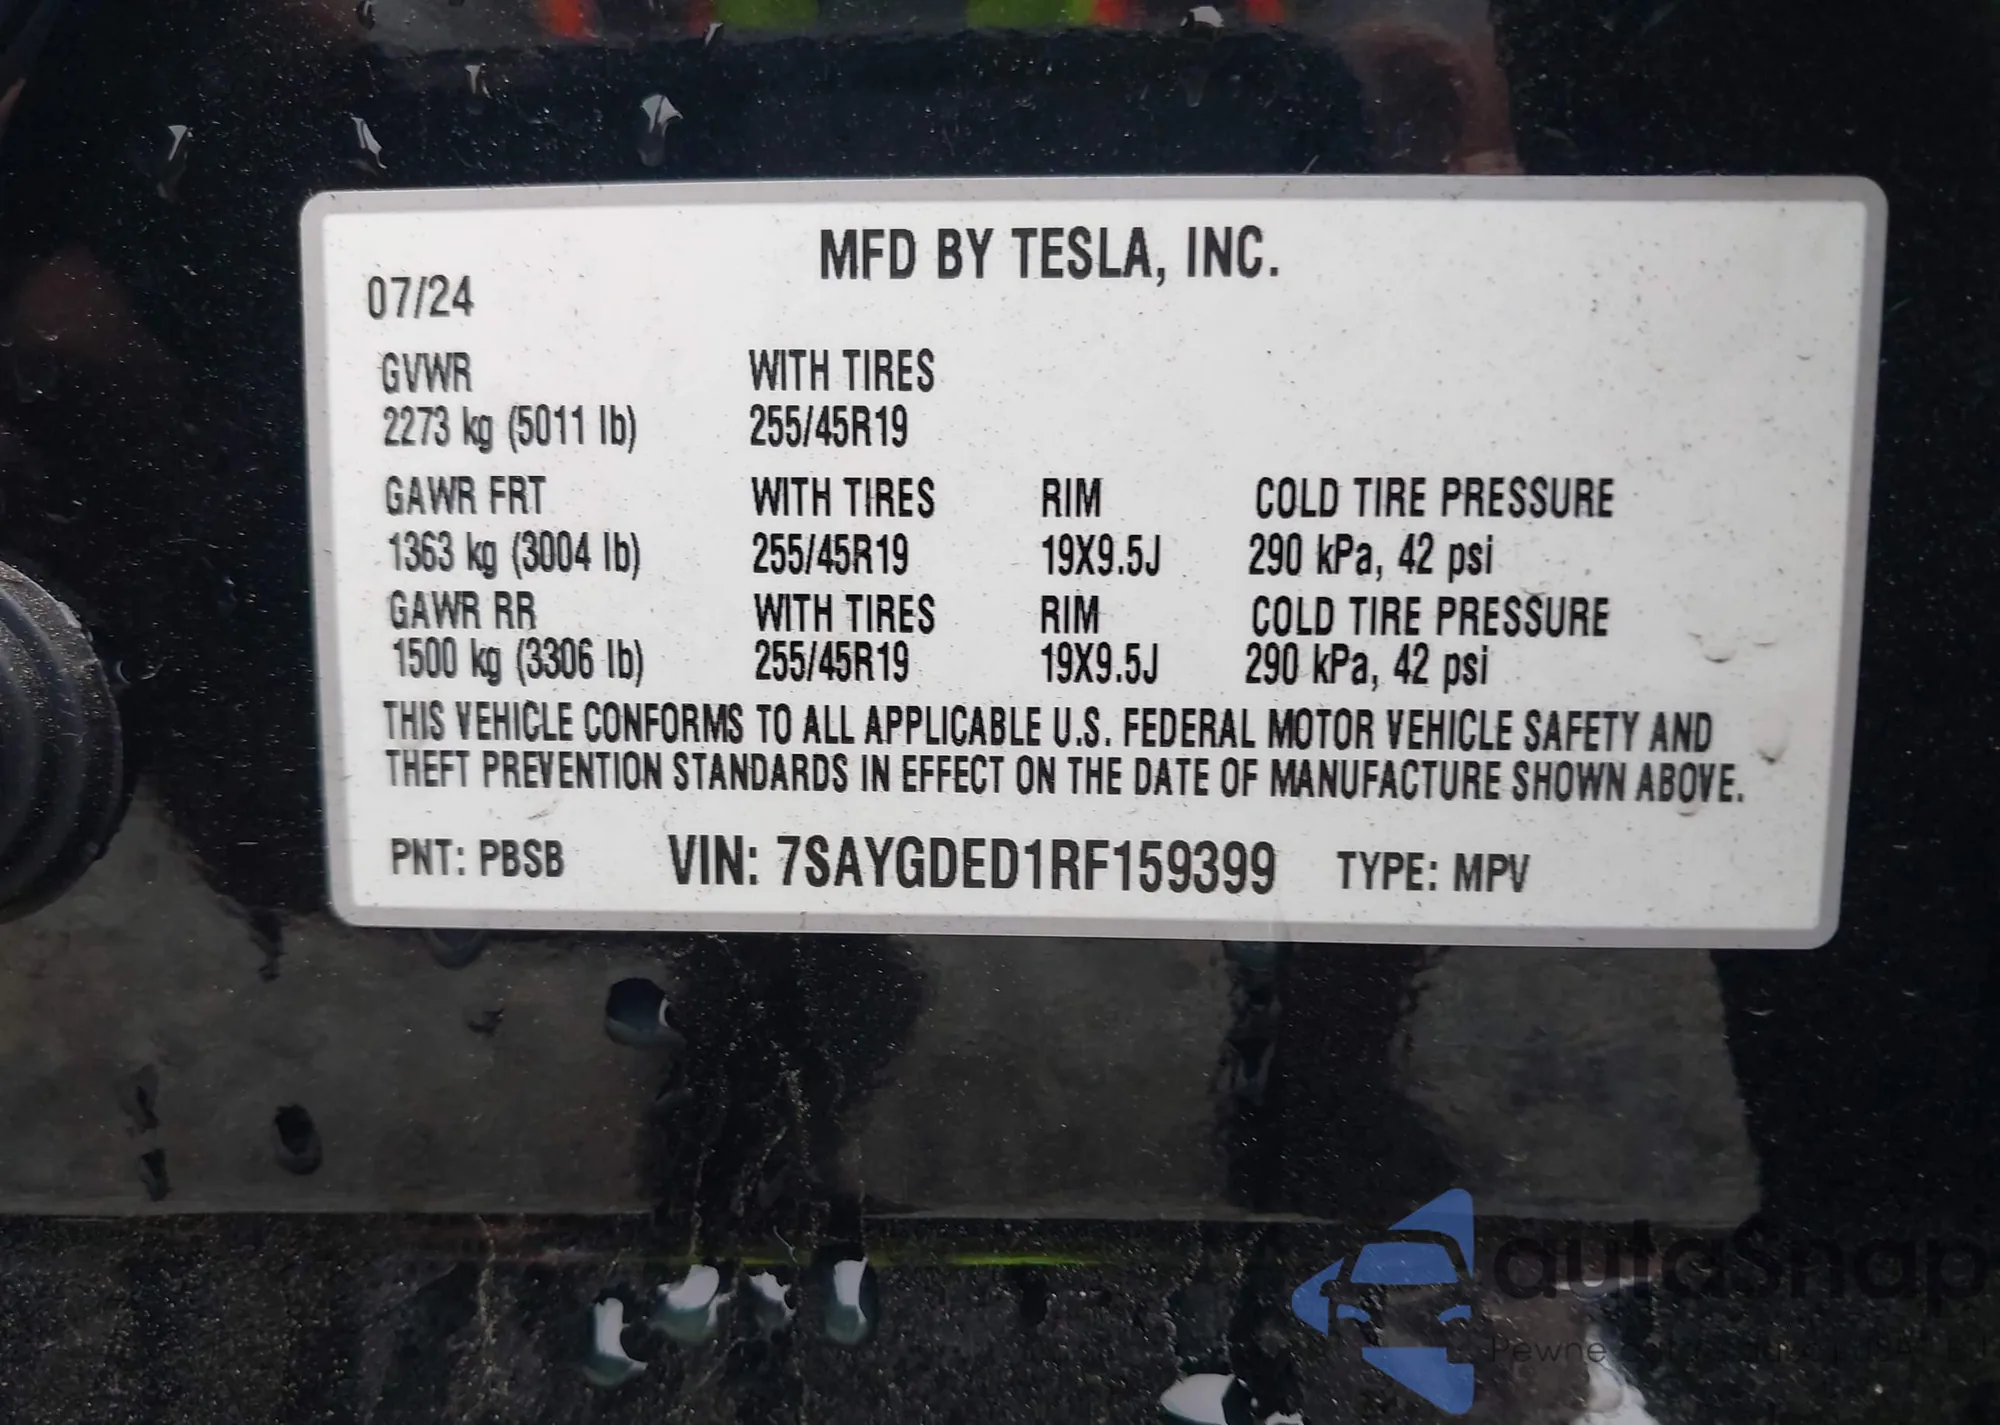 MFD BY TESLA, INC.
07/24
GVWR WITH TIRES
2273 kg (5011 lb) 255/45R19
GAWR FRT WITH TIRES RIM COLD TIRE PRESSURE
1363 kg (3004 lb) 255/45R19 19X9.5J 290 kPa, 42 psi
GAWR RR WITH TIRES RIM COLD TIRE PRESSURE
1500 kg (3306 lb) 255/45R19 19X9.5J 290 kPa, 42 psi
THIS VEHICLE CONFORMS TO ALL APPLICABLE U.S. FEDERAL MOTOR VEHICLE SAFETY AND
THEFT PREVENTION STANDARDS IN EFFECT ON THE DATE OF MANUFACTURE SHOWN ABOVE.
PNT: PBSB VIN: 7SAYGDED1RF159399 TYPE: MPV
autasnap
Pewne